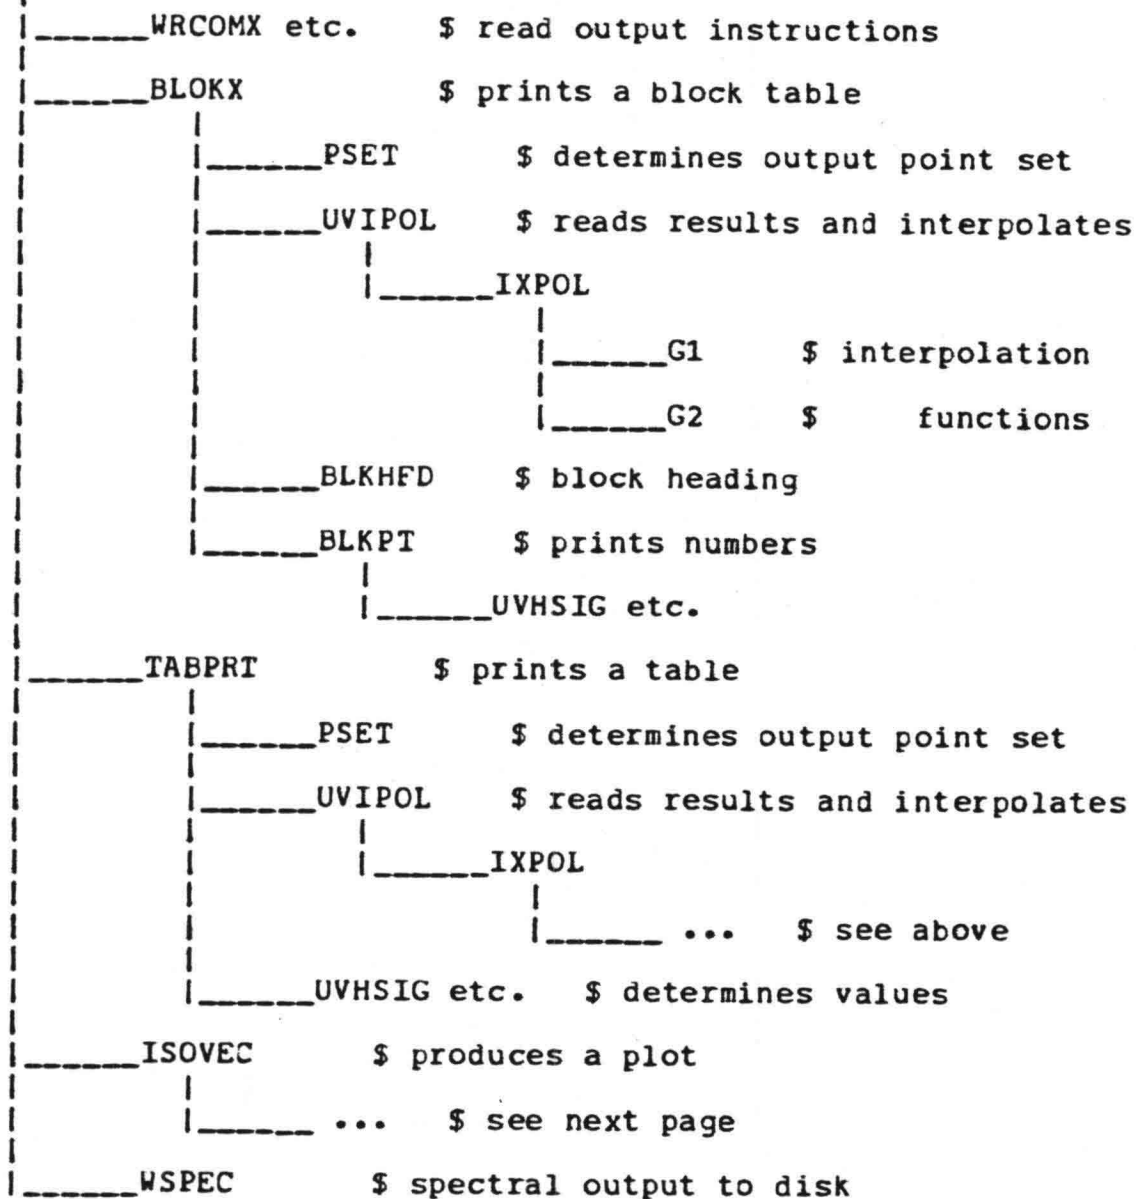 WRCOMX etc. $ read output instructions
BLOKX $ prints a block table
PSET $ determines output point set
UVIPOL $ reads results and interpolates
IXPOL
G1 $ interpolation
G2 $ functions
BLKHFD $ block heading
BLKPT $ prints numbers
UVHSIG etc.
TABPRT $ prints a table
PSET $ determines output point set
UVIPOL $ reads results and interpolates
IXPOL
... $ see above
UVHSIG etc. $ determines values
ISOVEC $ produces a plot
... $ see next page
WSPEC $ spectral output to disk